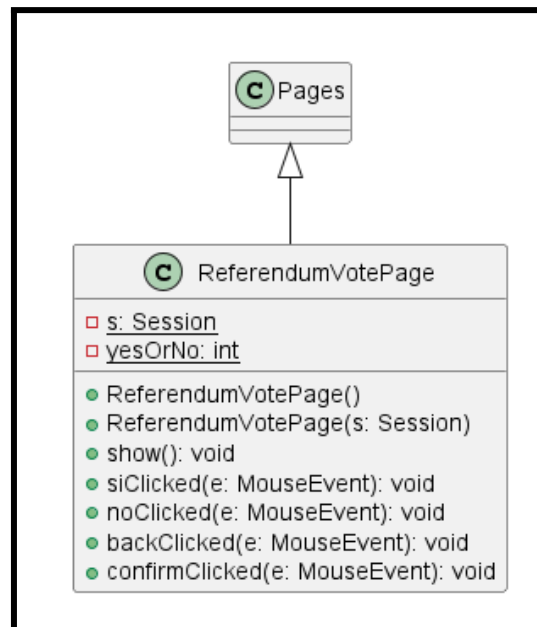 C Pages
C ReferendumVotePage
s: Session
yesOrNo: int
ReferendumVotePage()
ReferendumVotePage(s: Session)
show(): void
siClicked(e: MouseEvent): void
noClicked(e: MouseEvent): void
backClicked(e: MouseEvent): void
confirmClicked(e: MouseEvent): void